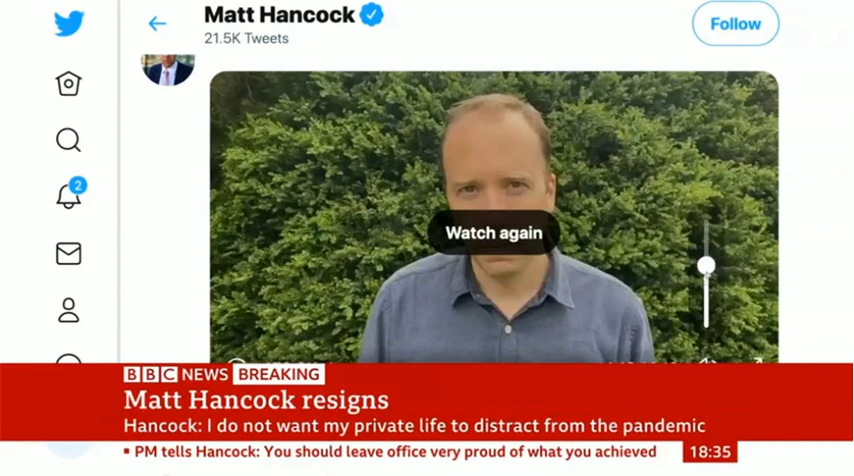 Matt Hancock
21.5K Tweets
Follow
2
Watch again
BBC NEWS BREAKING
Matt Hancock resigns
Hancock: I do not want my private life to distract from the pandemic
PM tells Hancock: You should leave office very proud of what you achieved
18:35